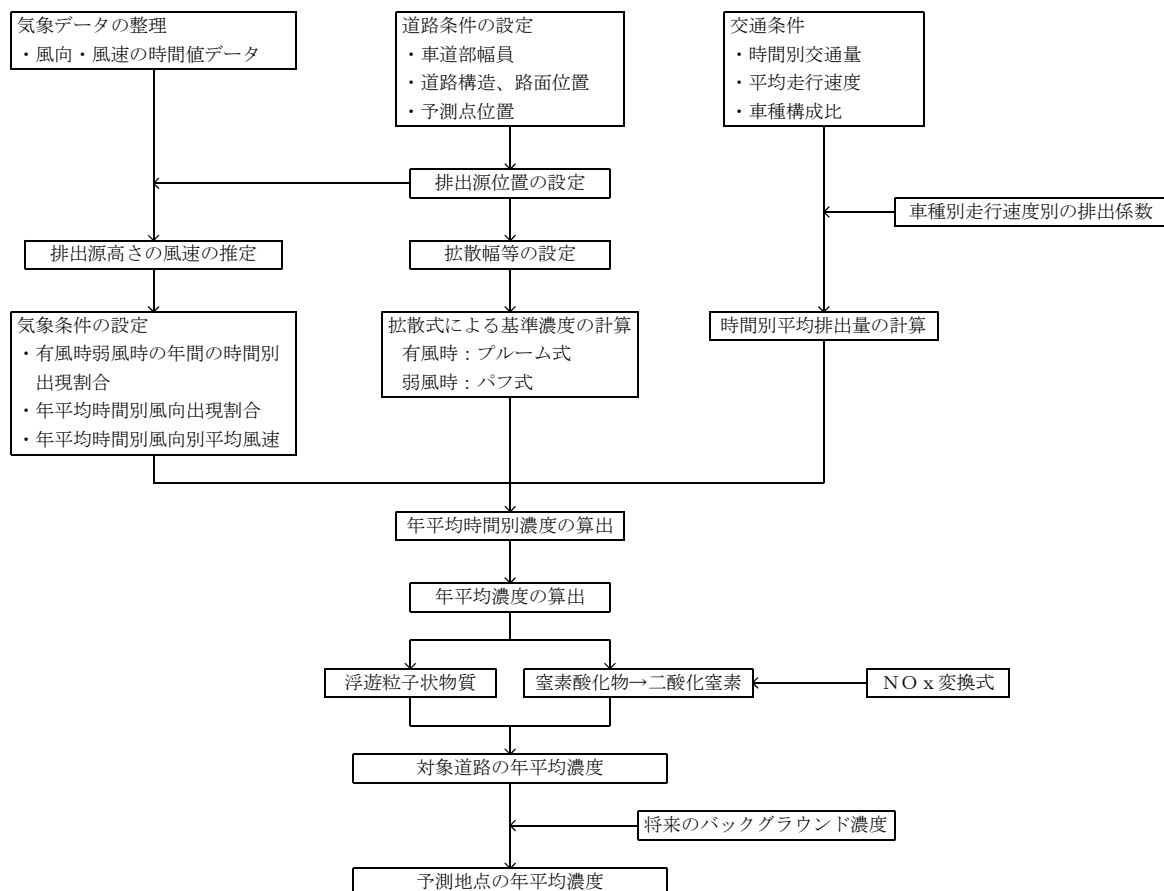 気象データの整理
・風向・風速の時間値データ
道路条件の設定
・車道部幅員
・道路構造、路面位置
・予測点位置
交通条件
・時間別交通量
・平均走行速度
・車種構成比
排出源位置の設定
車種別走行速度別の排出係数
排出源高さの風速の推定
拡散幅等の設定
気象条件の設定
・有風時弱風時の年間の時間別
出現割合
・年平均時間別風向出現割合
・年平均時間別風向別平均風速
拡散式による基準濃度の計算
有風時：プルーム式
弱風時：パフ式
時間別平均排出量の計算
年平均時間別濃度の算出
年平均濃度の算出
浮遊粒子状物質
窒素酸化物→二酸化窒素
ＮＯｘ変換式
対象道路の年平均濃度
将来のバックグラウンド濃度
予測地点の年平均濃度